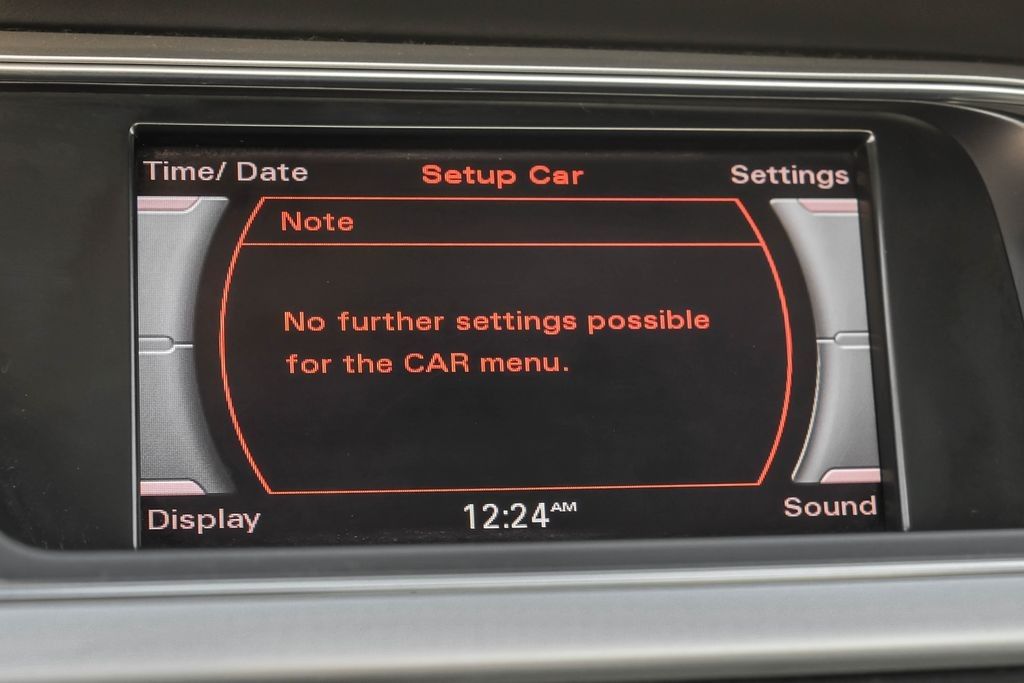 Time/ Date
Setup Car
Settings
Note
No further settings possible
for the CAR menu.
Display
12:24AM
Sound